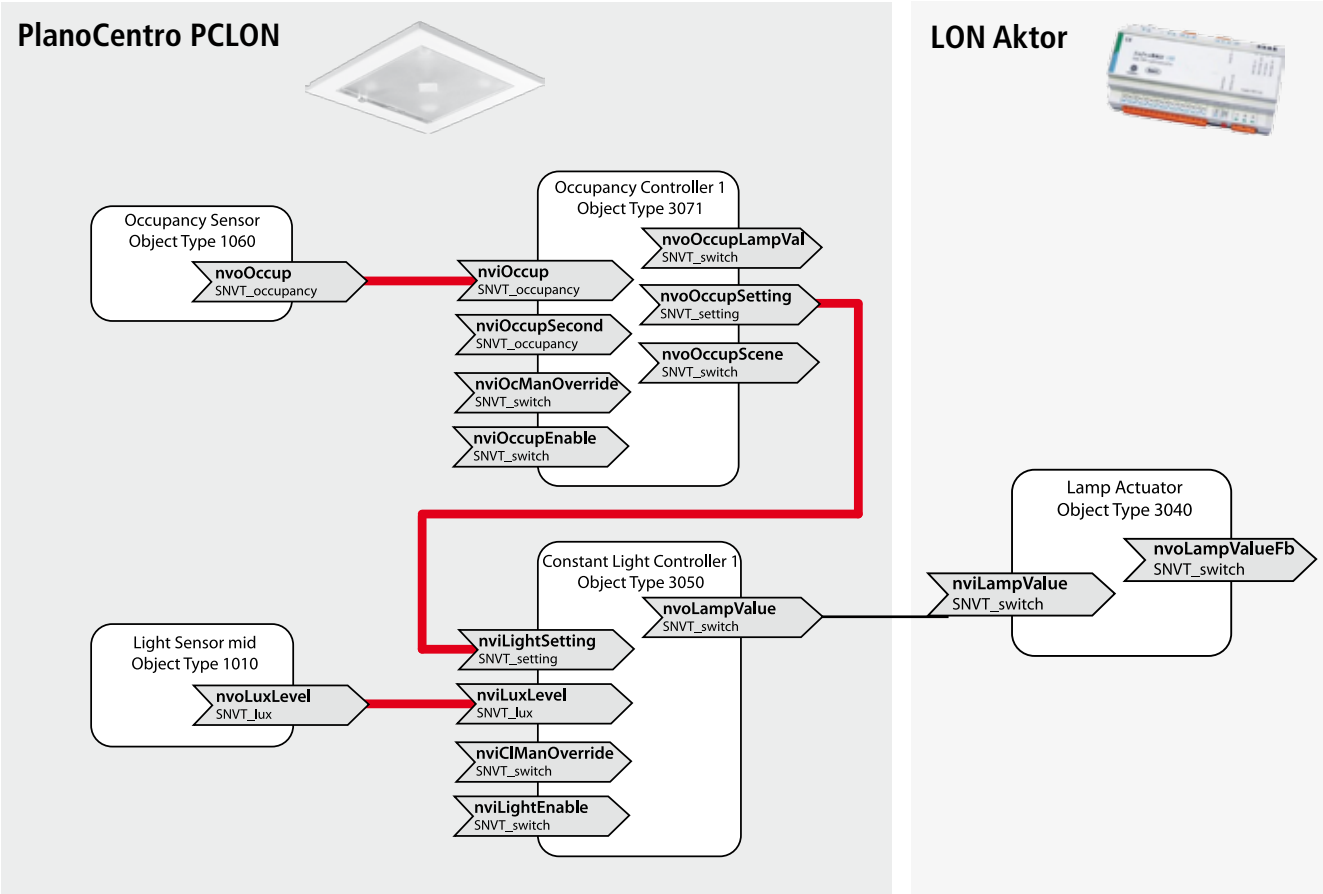 PlanoCentro PCLON
LON Aktor
Occupancy Sensor
Object Type 1060
nvoOccup
SNVT_occupancy
Occupancy Controller 1
Object Type 3071
nvoOccupLampVal
SNVT_switch
nviOccup
SNVT_occupancy
nvoOccupSetting
SNVT_setting
nviOccupSecond
SNVT_occupancy
nvoOccupScene
SNVT_switch
nviOcManOverride
SNVT_switch
nviOccupEnable
SNVT_switch
Lamp Actuator
Object Type 3040
nvoLampValueFb
SNVT_switch
nviLampValue
SNVT_switch
Constant Light Controller 1
Object Type 3050
nvoLampValue
SNVT_switch
Light Sensor mid
Object Type 1010
nvoLuxLevel
SNVT_lux
nviLightSetting
SNVT_setting
nviLuxLevel
SNVT_lux
nviClManOverride
SNVT_switch
nviLightEnable
SNVT_switch